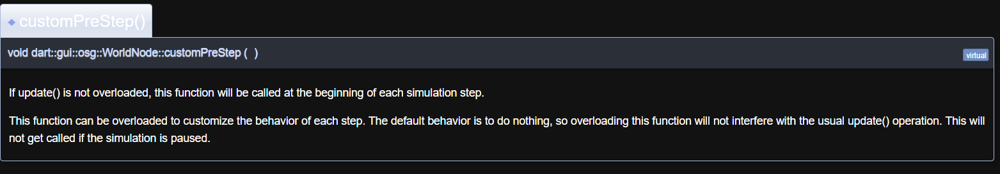 ◆ customPreStep()
void dart::gui::osg::WorldNode::customPreStep ( )
virtual
If update() is not overloaded, this function will be called at the beginning of each simulation step.
This function can be overloaded to customize the behavior of each step. The default behavior is to do nothing, so overloading this function will not interfere with the usual update() operation. This will
not get called if the simulation is paused.